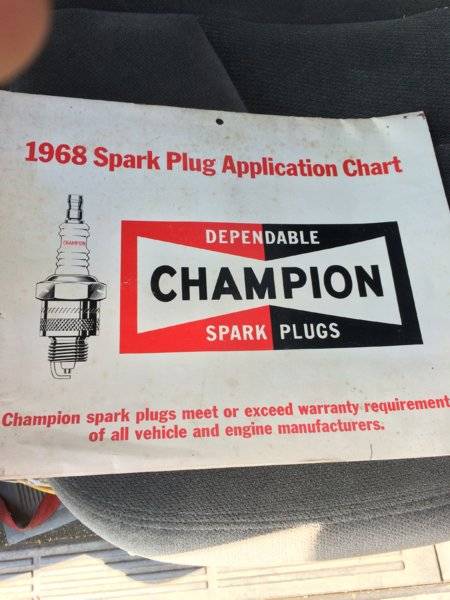 1968 Spark Plug Application Chart
CHAMPION
DEPENDABLE
CHAMPION
SPARK PLUGS
Champion spark plugs meet or exceed warranty requirement
of all vehicle and engine manufacturers.